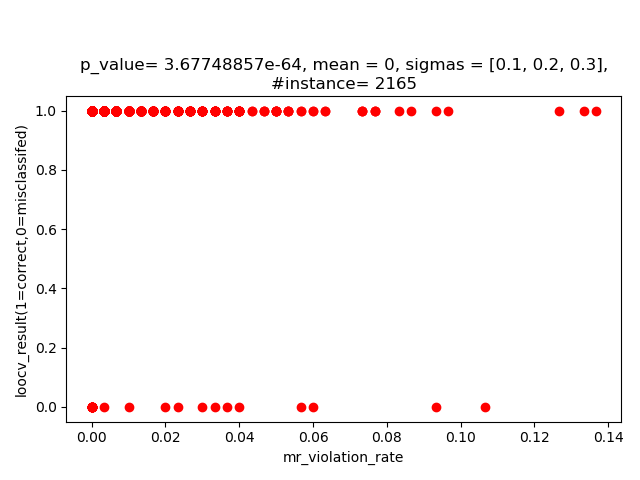 p_value= 3.67748857e-64, mean = 0, sigmas = [0.1, 0.2, 0.3],
#instance= 2165
1.0
0.8
0.6
0.4
0.2
0.0
loocv_result(1=correct,0=misclassifed)
0.00 0.02 0.04 0.06 0.08 0.10 0.12 0.14
mr_violation_rate